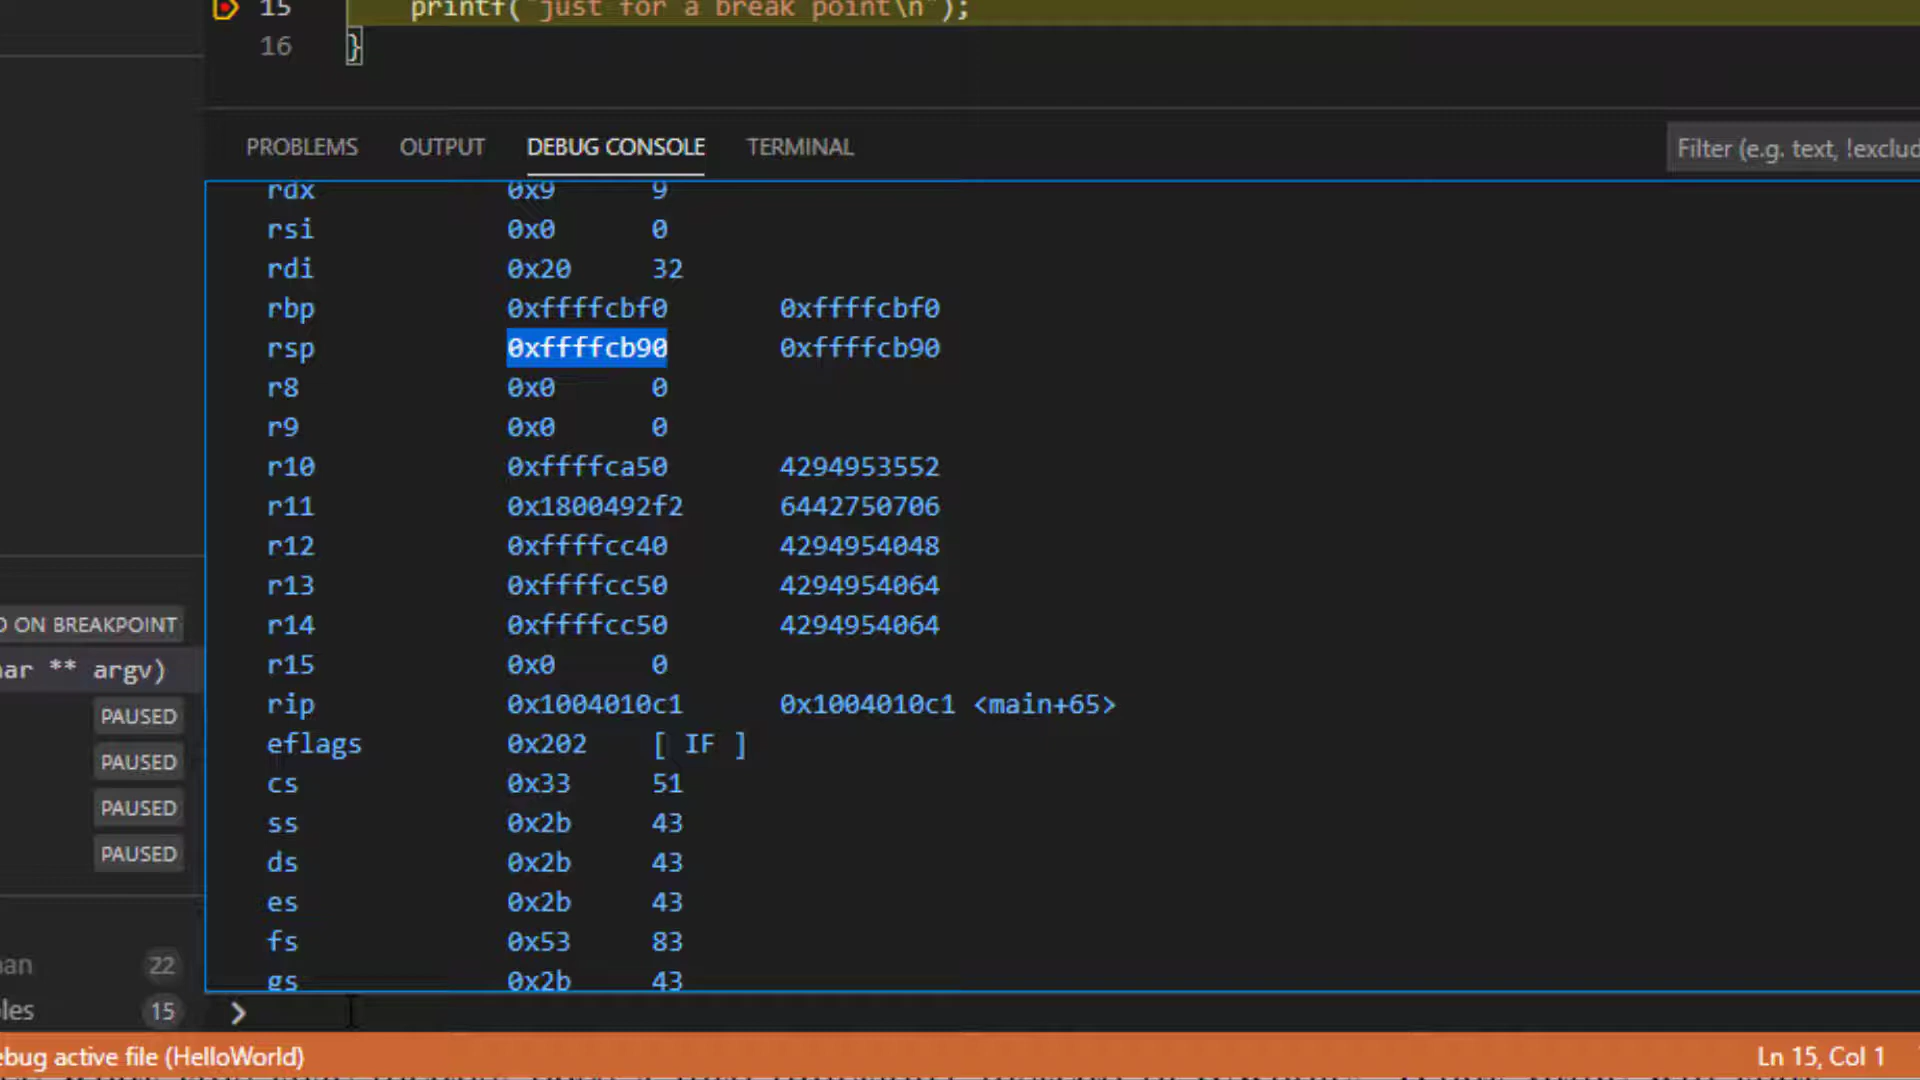 15 printf("just for a break point\n");
16 }
PROBLEMS OUTPUT DEBUG CONSOLE TERMINAL Filter (e.g. text, !exclud
rdx 0x9 9
rsi 0x0 0
rdi 0x20 32
rbp 0xffffcbf0 0xffffcbf0
rsp 0xffffcb90 0xffffcb90
r8 0x0 0
r9 0x0 0
r10 0xffffca50 4294953552
r11 0x1800492f2 6442750706
r12 0xffffcc40 4294954048
r13 0xffffcc50 4294954064
r14 0xffffcc50 4294954064
r15 0x0 0
rip 0x1004010c1 0x1004010c1 <main+65>
eflags 0x202 [ IF ]
cs 0x33 51
ss 0x2b 43
ds 0x2b 43
es 0x2b 43
fs 0x53 83
gs 0x2b 43
>
D ON BREAKPOINT
har ** argv)
PAUSED
PAUSED
PAUSED
PAUSED
an 22
les 15
ebug active file (HelloWorld) Ln 15, Col 1